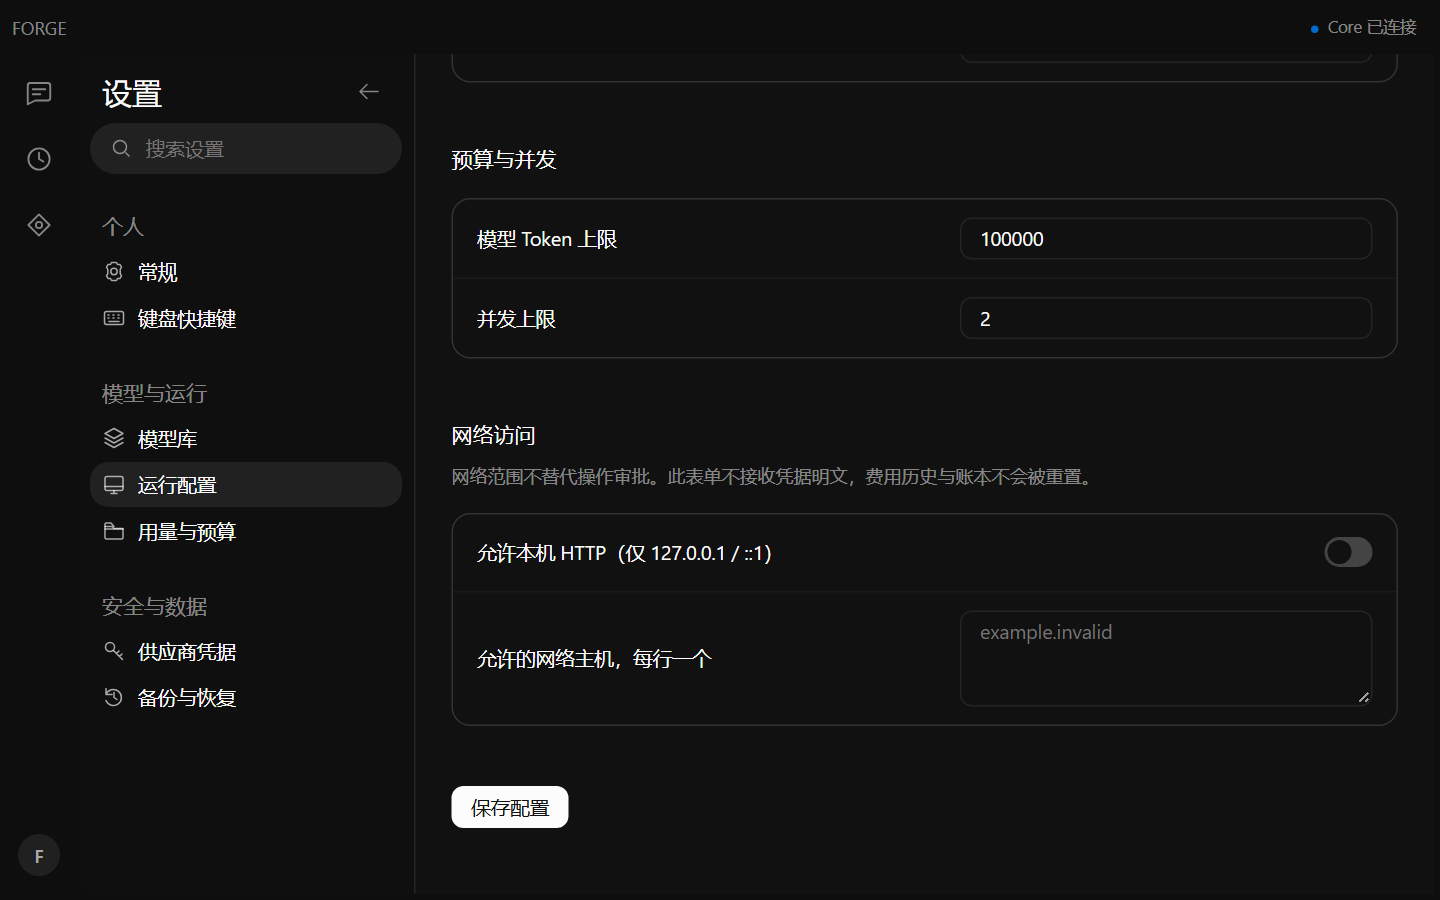 FORGE
Core 已连接
设置
搜索设置
个人
常规
键盘快捷键
模型与运行
模型库
运行配置
用量与预算
安全与数据
供应商凭据
备份与恢复
F
预算与并发
模型 Token 上限
100000
并发上限
2
网络访问
网络范围不替代操作审批。此表单不接收凭据明文，费用历史与账本不会被重置。
允许本机 HTTP（仅 127.0.0.1 / ::1）
允许的网络主机，每行一个
example.invalid
保存配置